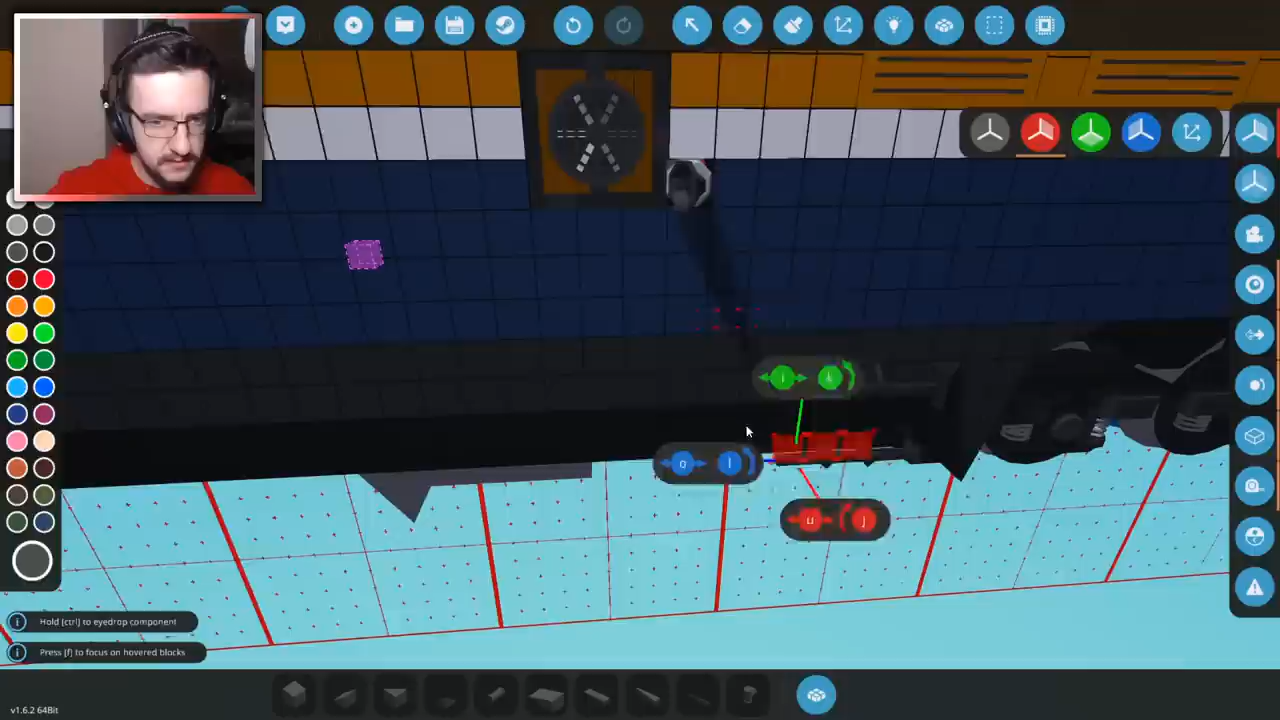 i k
o l
u j
Hold [ctrl] to eyedrop component
Press [f] to focus on hovered blocks
v1.6.2 64Bit